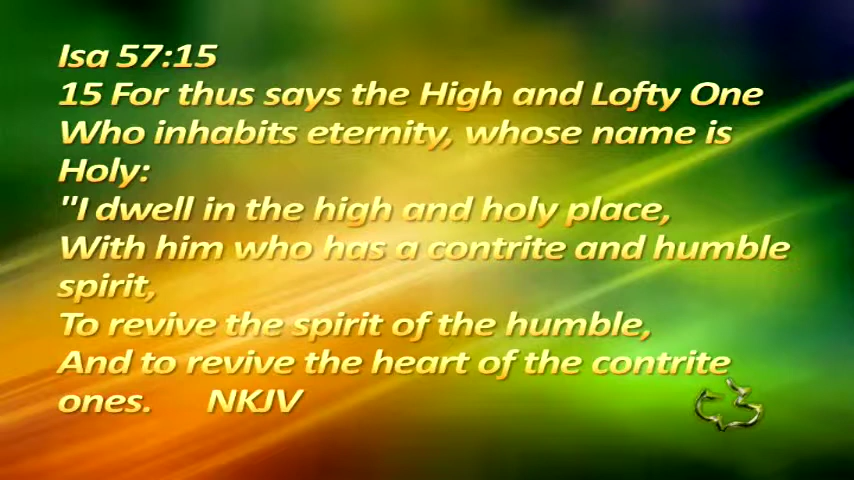 Isa 57:15
15 For thus says the High and Lofty One
Who inhabits eternity, whose name is
Holy:
"I dwell in the high and holy place,
With him who has a contrite and humble
spirit,
To revive the spirit of the humble,
And to revive the heart of the contrite
ones. NKJV